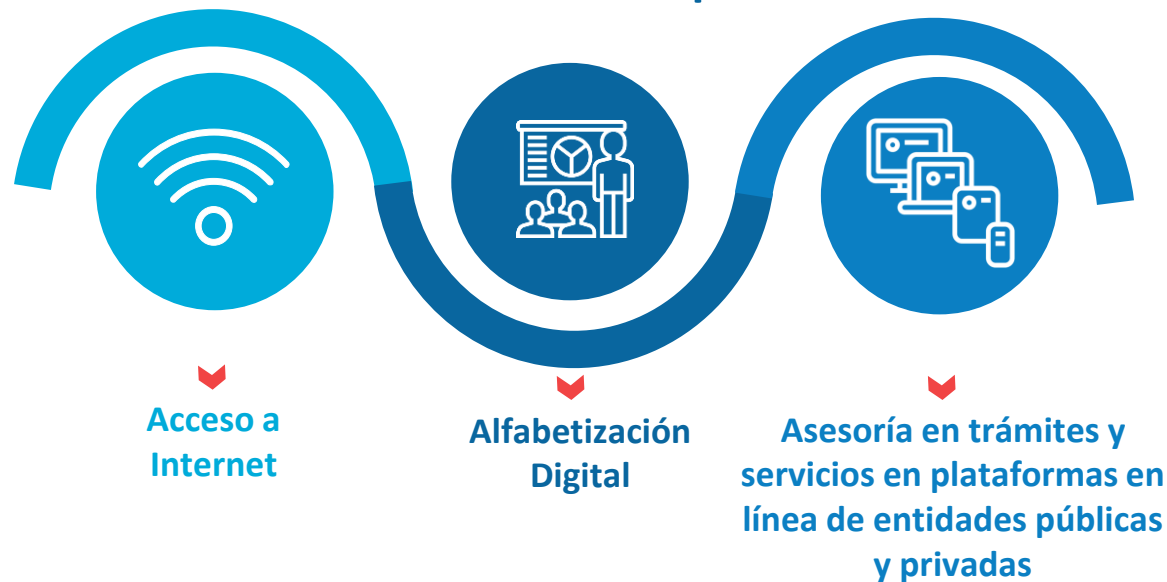 Acceso a
Internet
Alfabetización
Digital
Asesoría en trámites y
servicios en plataformas en
línea de entidades públicas
y privadas